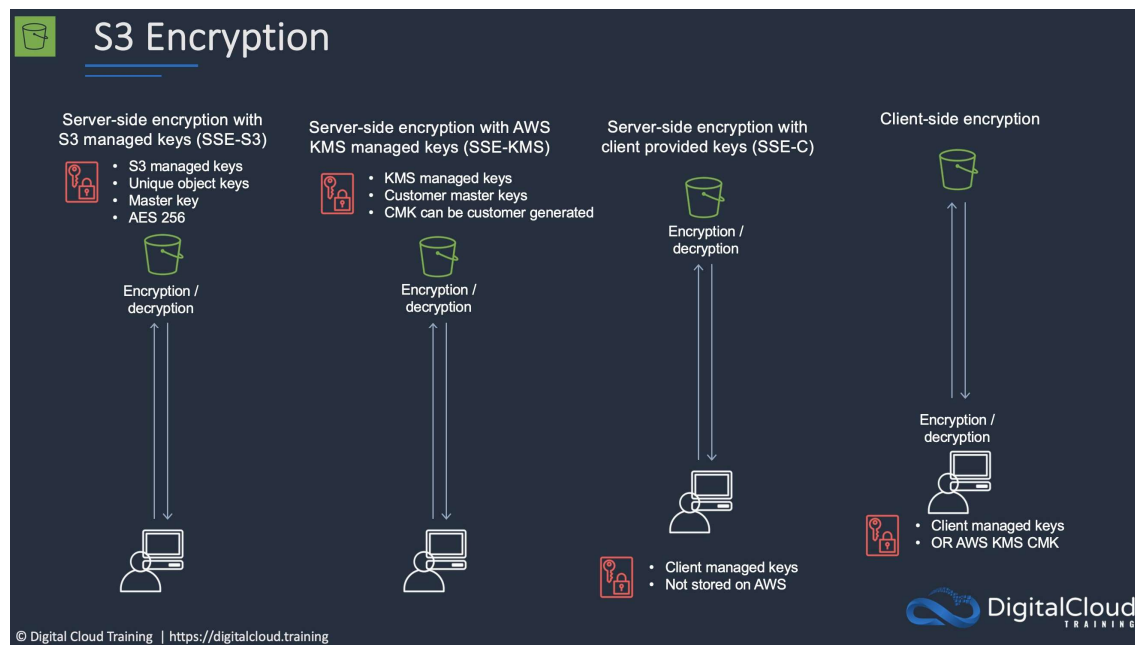 S3 Encryption
Server-side encryption with
S3 managed keys (SSE-S3)
• S3 managed keys
• Unique object keys
• Master key
• AES 256
Encryption /
decryption
Server-side encryption with AWS
KMS managed keys (SSE-KMS)
• KMS managed keys
• Customer master keys
• CMK can be customer generated
Encryption /
decryption
Server-side encryption with
client provided keys (SSE-C)
Encryption /
decryption
• Client managed keys
• Not stored on AWS
Client-side encryption
Encryption /
decryption
• Client managed keys
• OR AWS KMS CMK
DigitalCloud
TRAINING
© Digital Cloud Training | https://digitalcloud.training